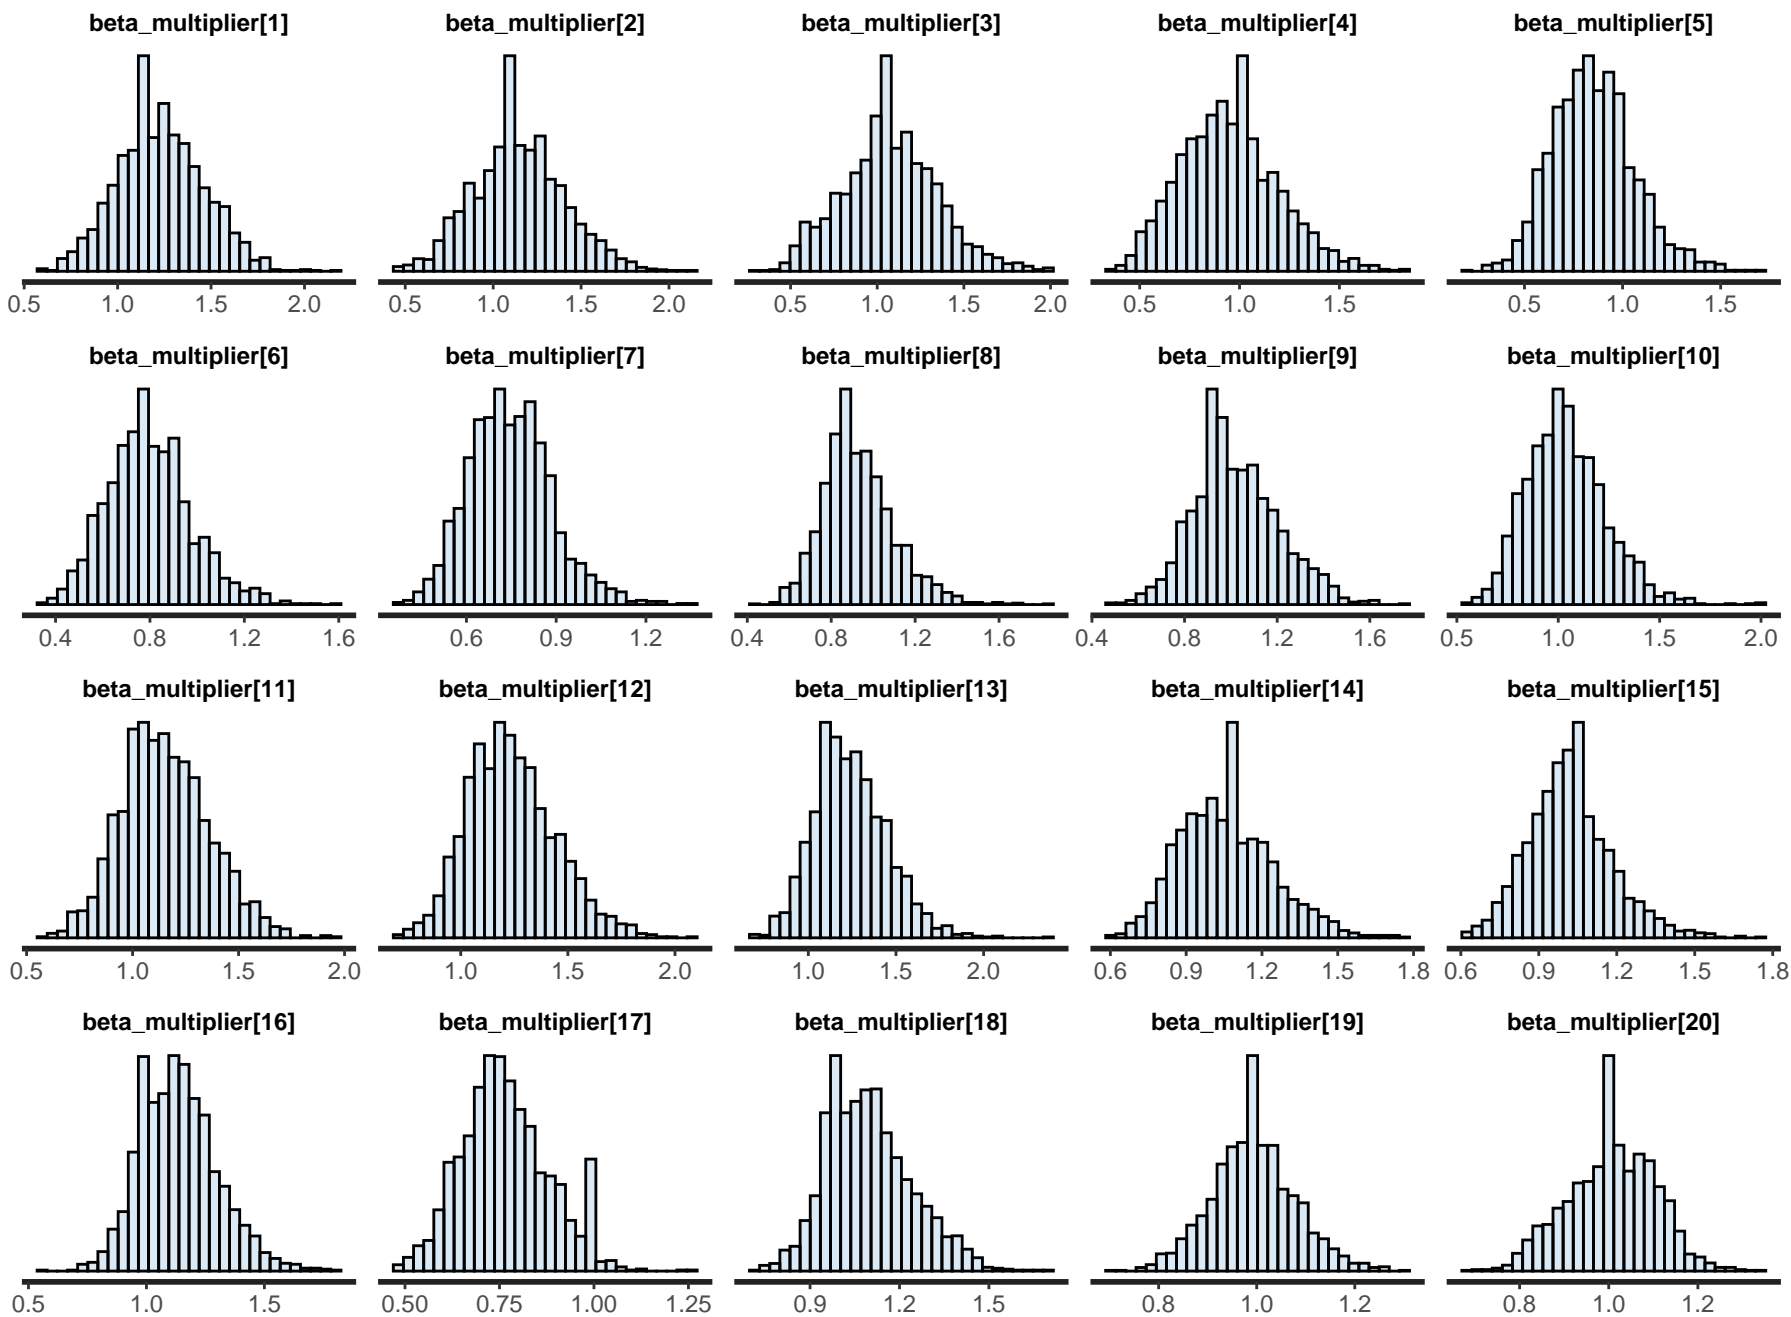 beta_multiplier[1] beta_multiplier[2] beta_multiplier[3] beta_multiplier[4] beta_multiplier[5]
0.5 1.0 1.5 2.0 0.5 1.0 1.5 2.0 0.5 1.0 1.5 2.0 0.5 1.0 1.5 0.5 1.0 1.5
beta_multiplier[6] beta_multiplier[7] beta_multiplier[8] beta_multiplier[9] beta_multiplier[10]
0.4 0.8 1.2 1.6 0.6 0.9 1.2 0.4 0.8 1.2 1.6 0.4 0.8 1.2 1.6 0.5 1.0 1.5 2.0
beta_multiplier[11] beta_multiplier[12] beta_multiplier[13] beta_multiplier[14] beta_multiplier[15]
0.5 1.0 1.5 2.0 1.0 1.5 2.0 1.0 1.5 2.0 0.6 0.9 1.2 1.5 1.8 0.6 0.9 1.2 1.5 1.8
beta_multiplier[16] beta_multiplier[17] beta_multiplier[18] beta_multiplier[19] beta_multiplier[20]
0.5 1.0 1.5 0.50 0.75 1.00 1.25 0.9 1.2 1.5 0.8 1.0 1.2 0.8 1.0 1.2